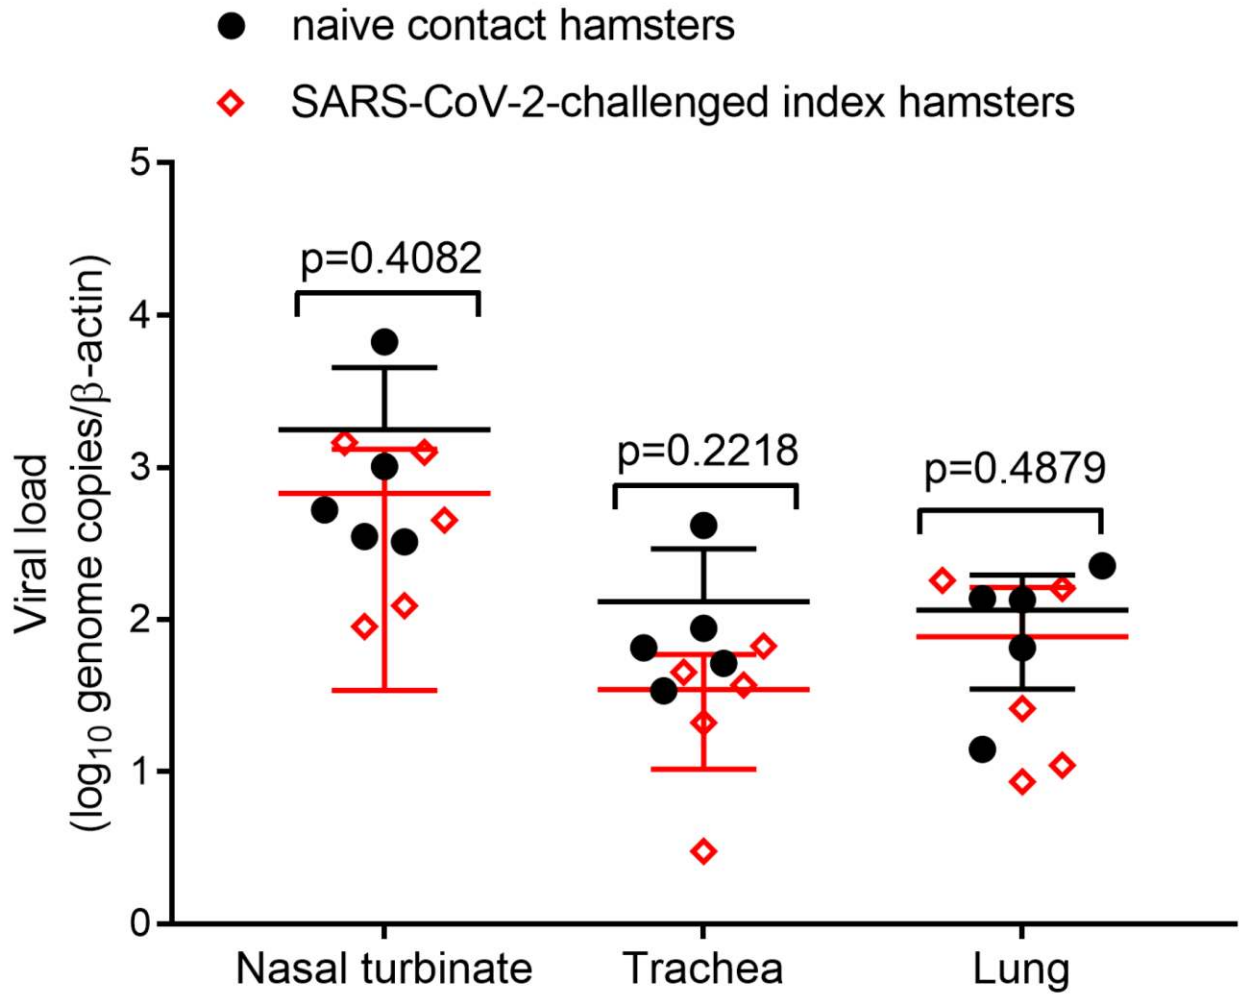 naive contact hamsters
SARS-CoV-2-challenged index hamsters
Viral load
(log₁₀ genome copies/β-actin)
5
4
3
2
1
0
p=0.4082
p=0.2218
p=0.4879
Nasal turbinate
Trachea
Lung